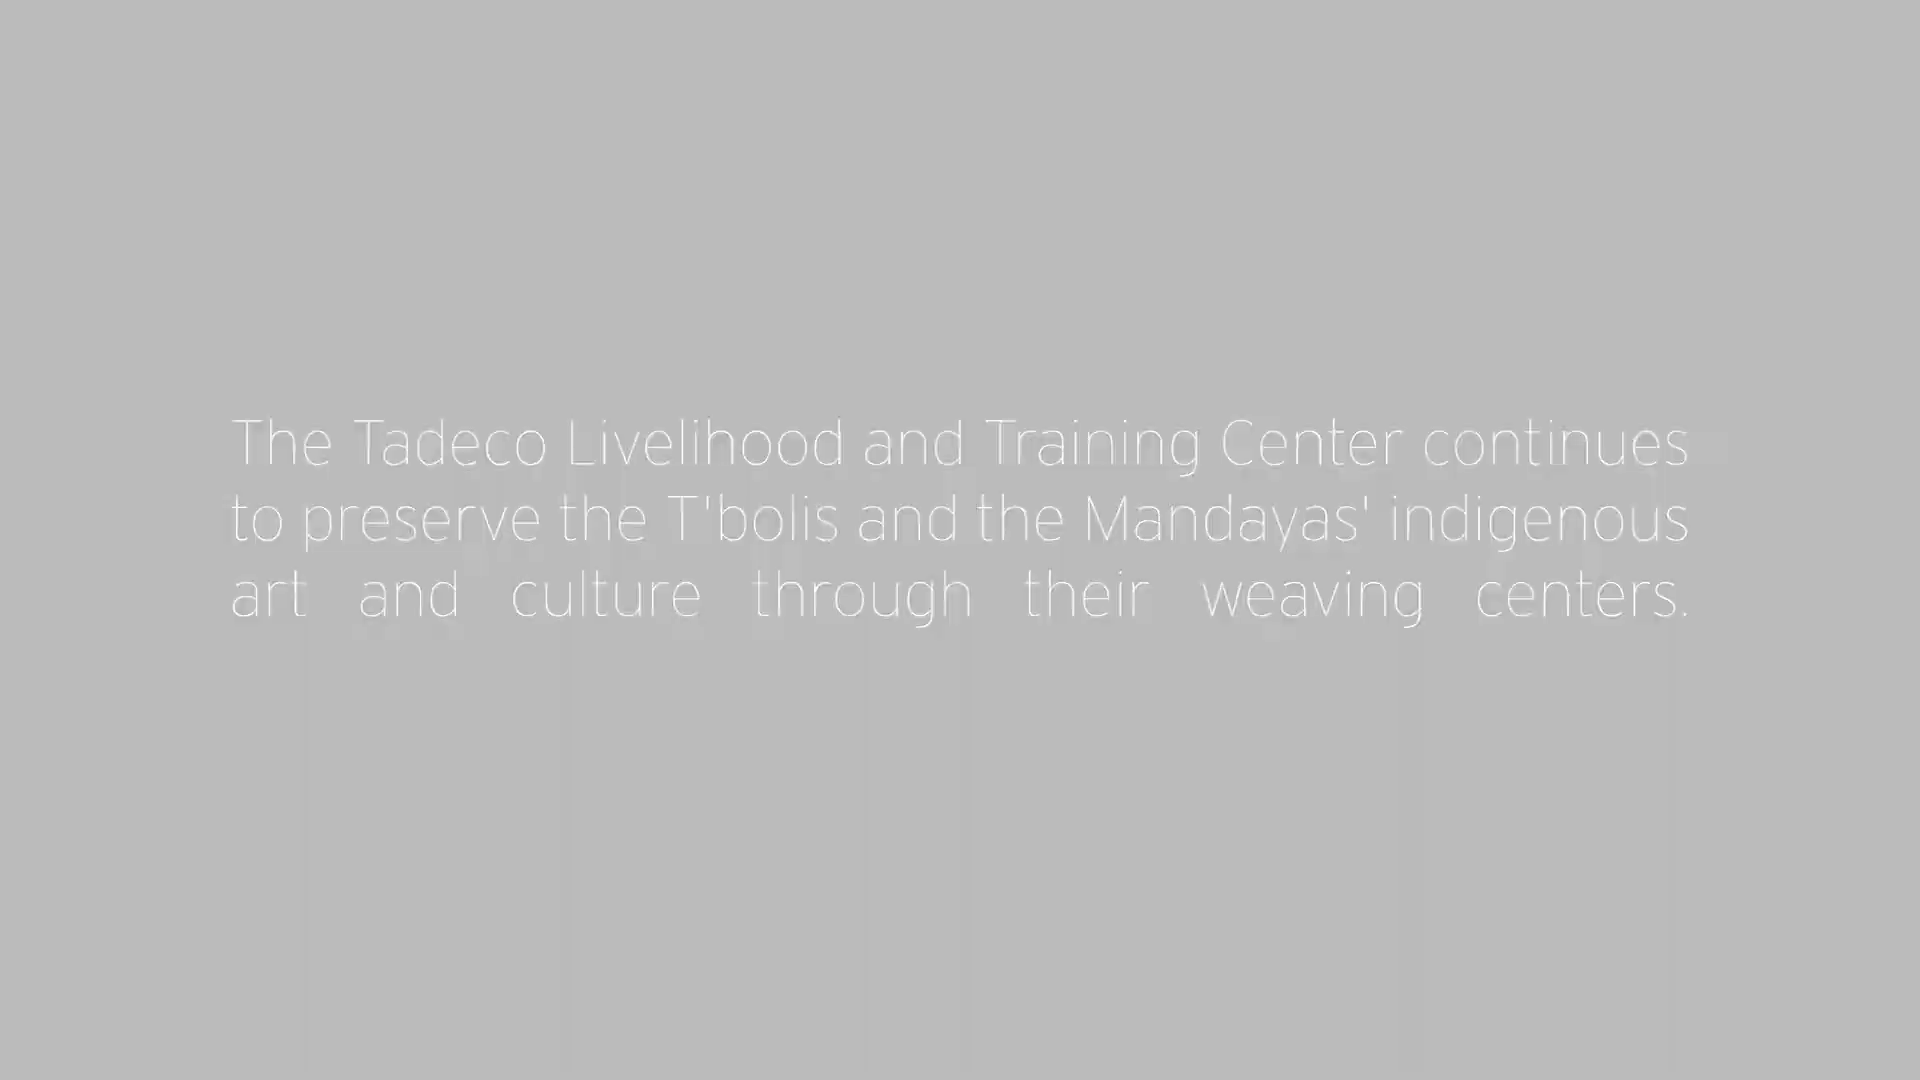 The Tadeco Livelihood and Training Center continues
to preserve the T'bolis and the Mandayas' indigenous
art and culture through their weaving centers.